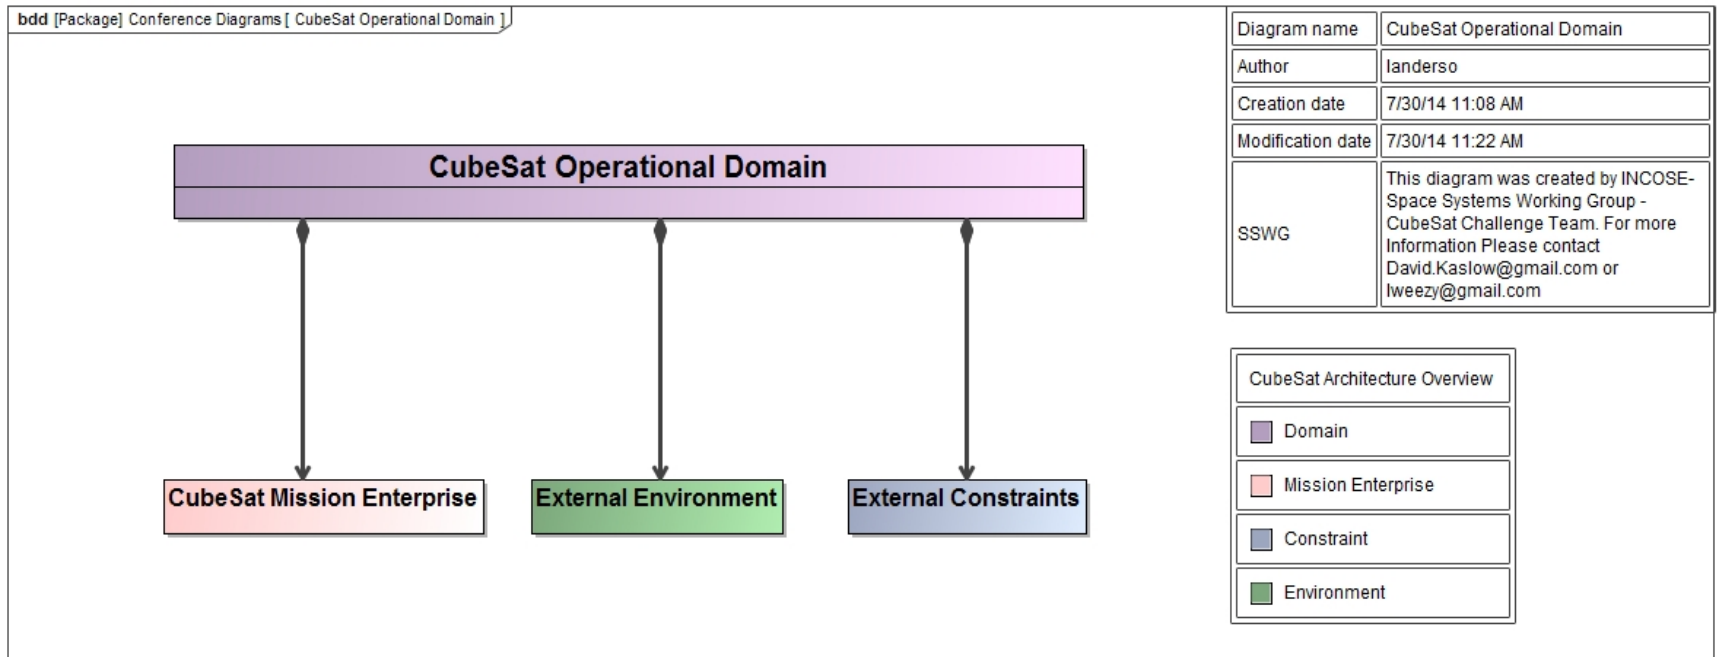 bdd [Package] Conference Diagrams [ CubeSat Operational Domain ]
Diagram name CubeSat Operational Domain
Author landerso
Creation date 7/30/14 11:08 AM
Modification date 7/30/14 11:22 AM
SSWG
This diagram was created by INCOSE-
Space Systems Working Group -
CubeSat Challenge Team. For more
Information Please contact
David.Kaslow@gmail.com or
lweezy@gmail.com
CubeSat Operational Domain
CubeSat Mission Enterprise
External Environment
External Constraints
CubeSat Architecture Overview
Domain
Mission Enterprise
Constraint
Environment